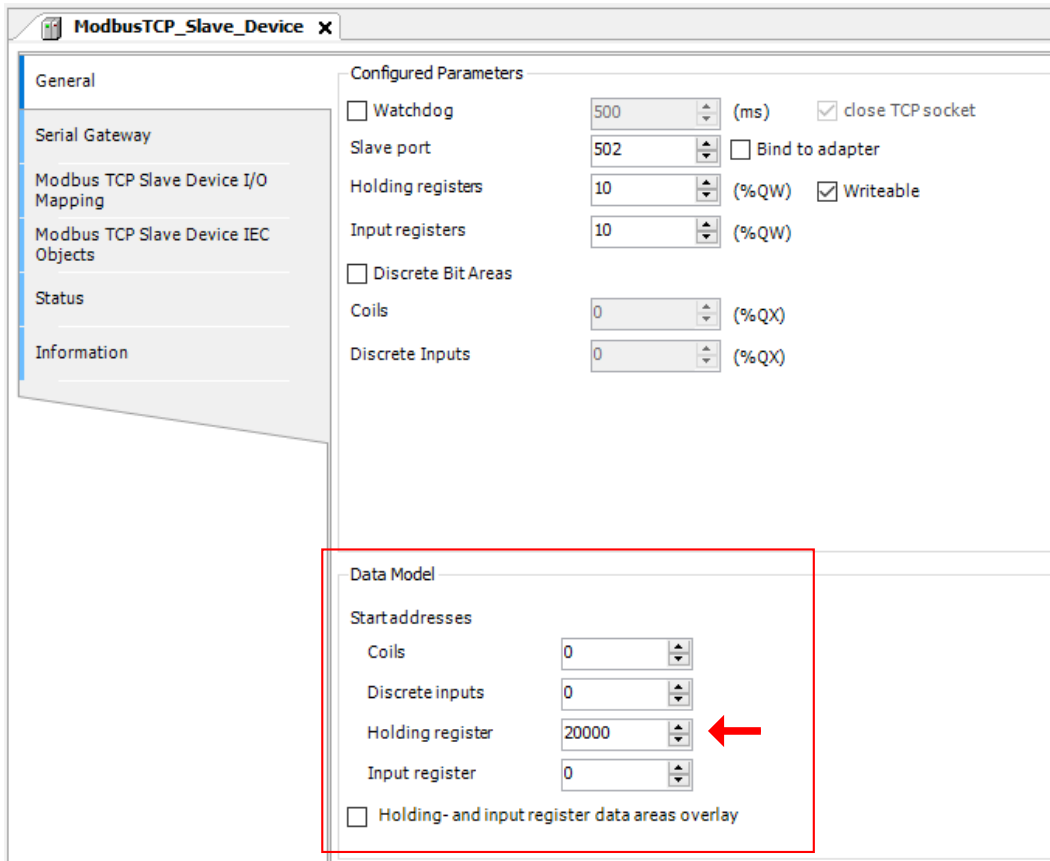 ModbusTCP_Slave_Device X
General
Serial Gateway
Modbus TCP Slave Device I/O
Mapping
Modbus TCP Slave Device IEC
Objects
Status
Information
Configured Parameters
Watchdog 500 (ms) close TCP socket
Slave port 502 Bind to adapter
Holding registers 10 (%QW) Writeable
Input registers 10 (%QW)
Discrete Bit Areas
Coils 0 (%QX)
Discrete Inputs 0 (%QX)
Data Model
Start addresses
Coils 0
Discrete inputs 0
Holding register 20000
Input register 0
Holding- and input register data areas overlay